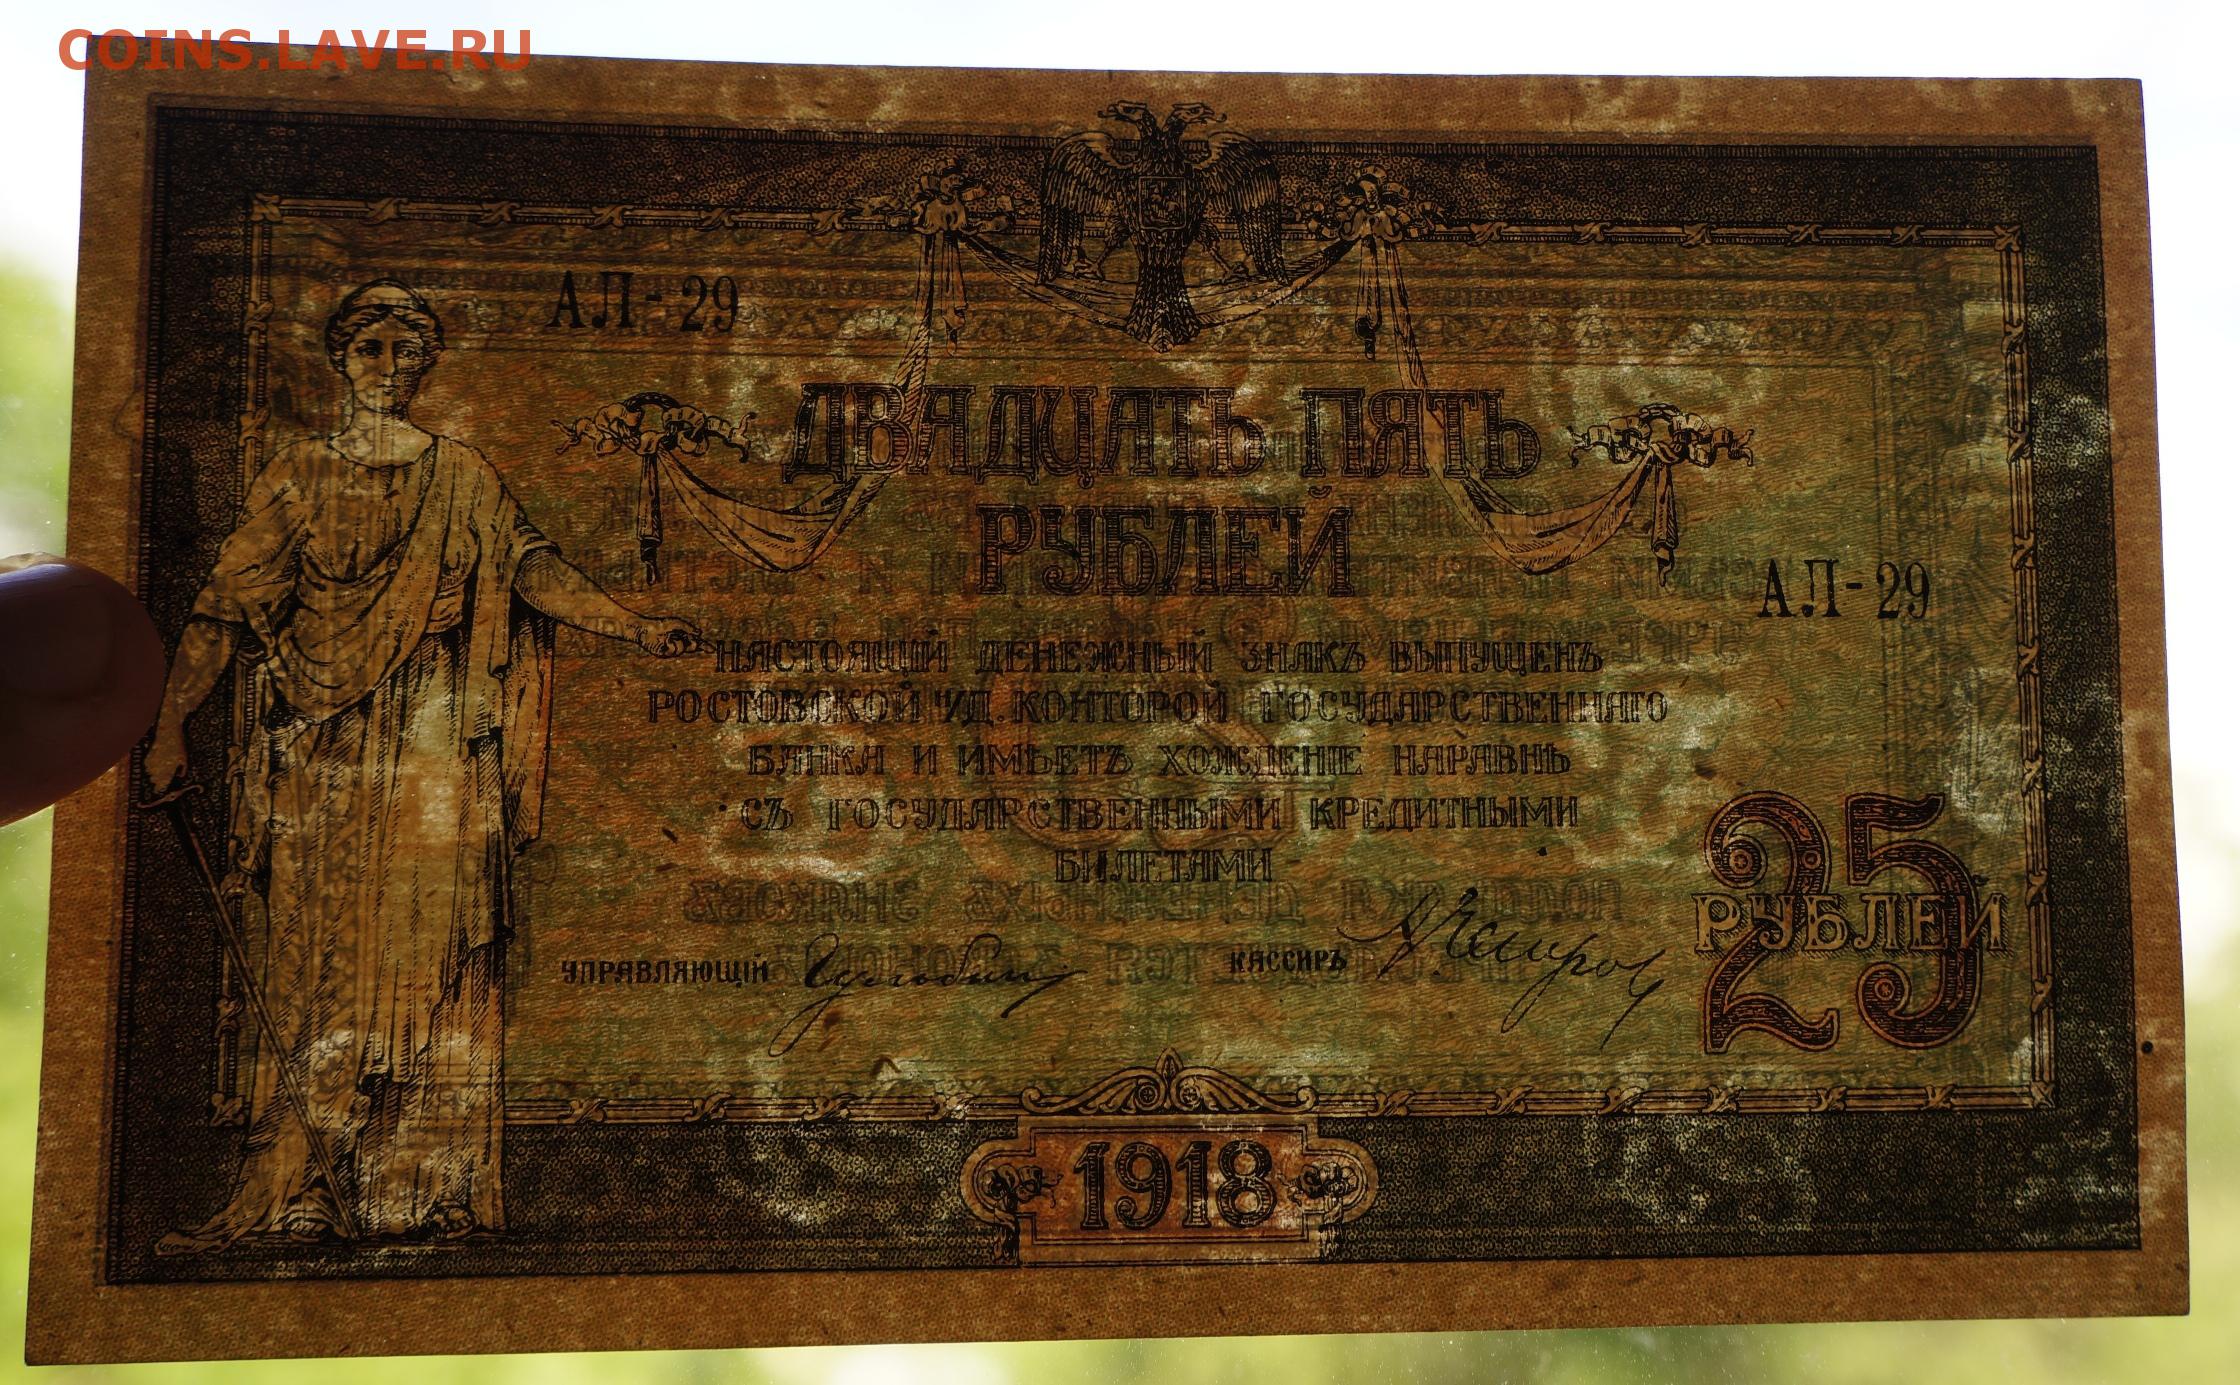 COINS.LAVE.RU
АЛ-29
ДВАДЦАТЬ ПЯТЬ
РУБЛЕЙ
АЛ-29
НАСТОЯЩІЙ ДЕНЕЖНЫЙ ЗНАКЪ ВЫПУЩЕНЪ
РОСТОВСКОЙ Н/Д. КОНТОРОЙ ГОСУДАРСТВЕННАГО
БАНКА И ИМѢЕТЪ ХОЖДЕНІЕ НАРАВНѢ
СЪ ГОСУДАРСТВЕННЫМИ КРЕДИТНЫМИ
БИЛЕТАМИ
25
РУБЛЕЙ
УПРАВЛЯЮЩІЙ
КАССИРЪ
1918